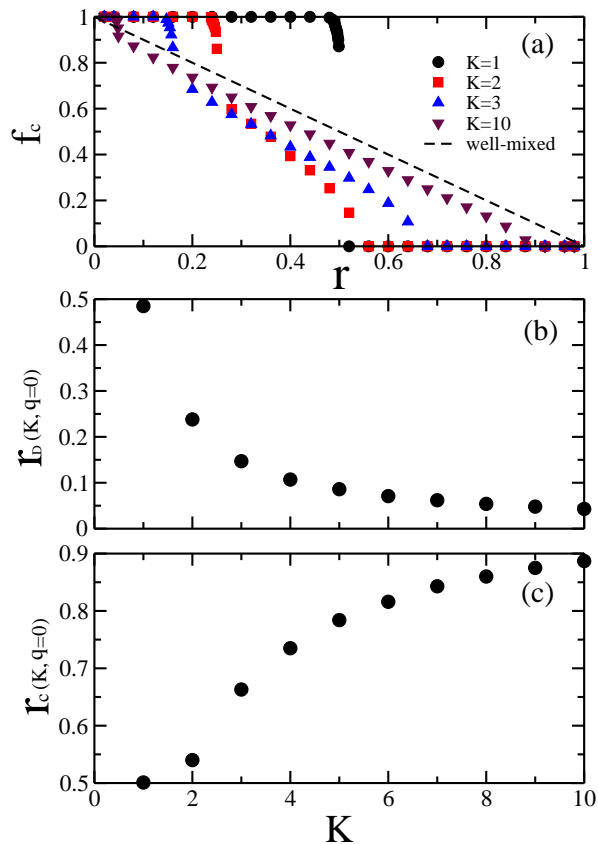 (a)
1
0.8
0.6
0.4
0.2
0
f_c
K=1
K=2
K=3
K=10
well-mixed
0 0.2 0.4 0.6 0.8 1
r
(b)
0.5
0.4
0.3
0.2
0.1
0
r_D (K, q=0)
(c)
0.9
0.8
0.7
0.6
0.5
r_c (K, q=0)
0 2 4 6 8 10
K